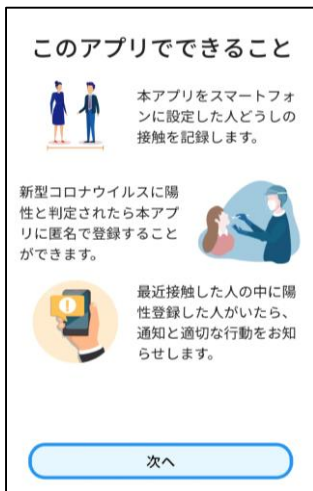 このアプリでできること
本アプリをスマートフォ
ンに設定した人どうしの
接触を記録します。
新型コロナウイルスに陽
性と判定されたら本アプ
リに匿名で登録すること
ができます。
最近接触した人の中に陽
性登録した人がいたら、
通知と適切な行動をお知
らせします。
次へ